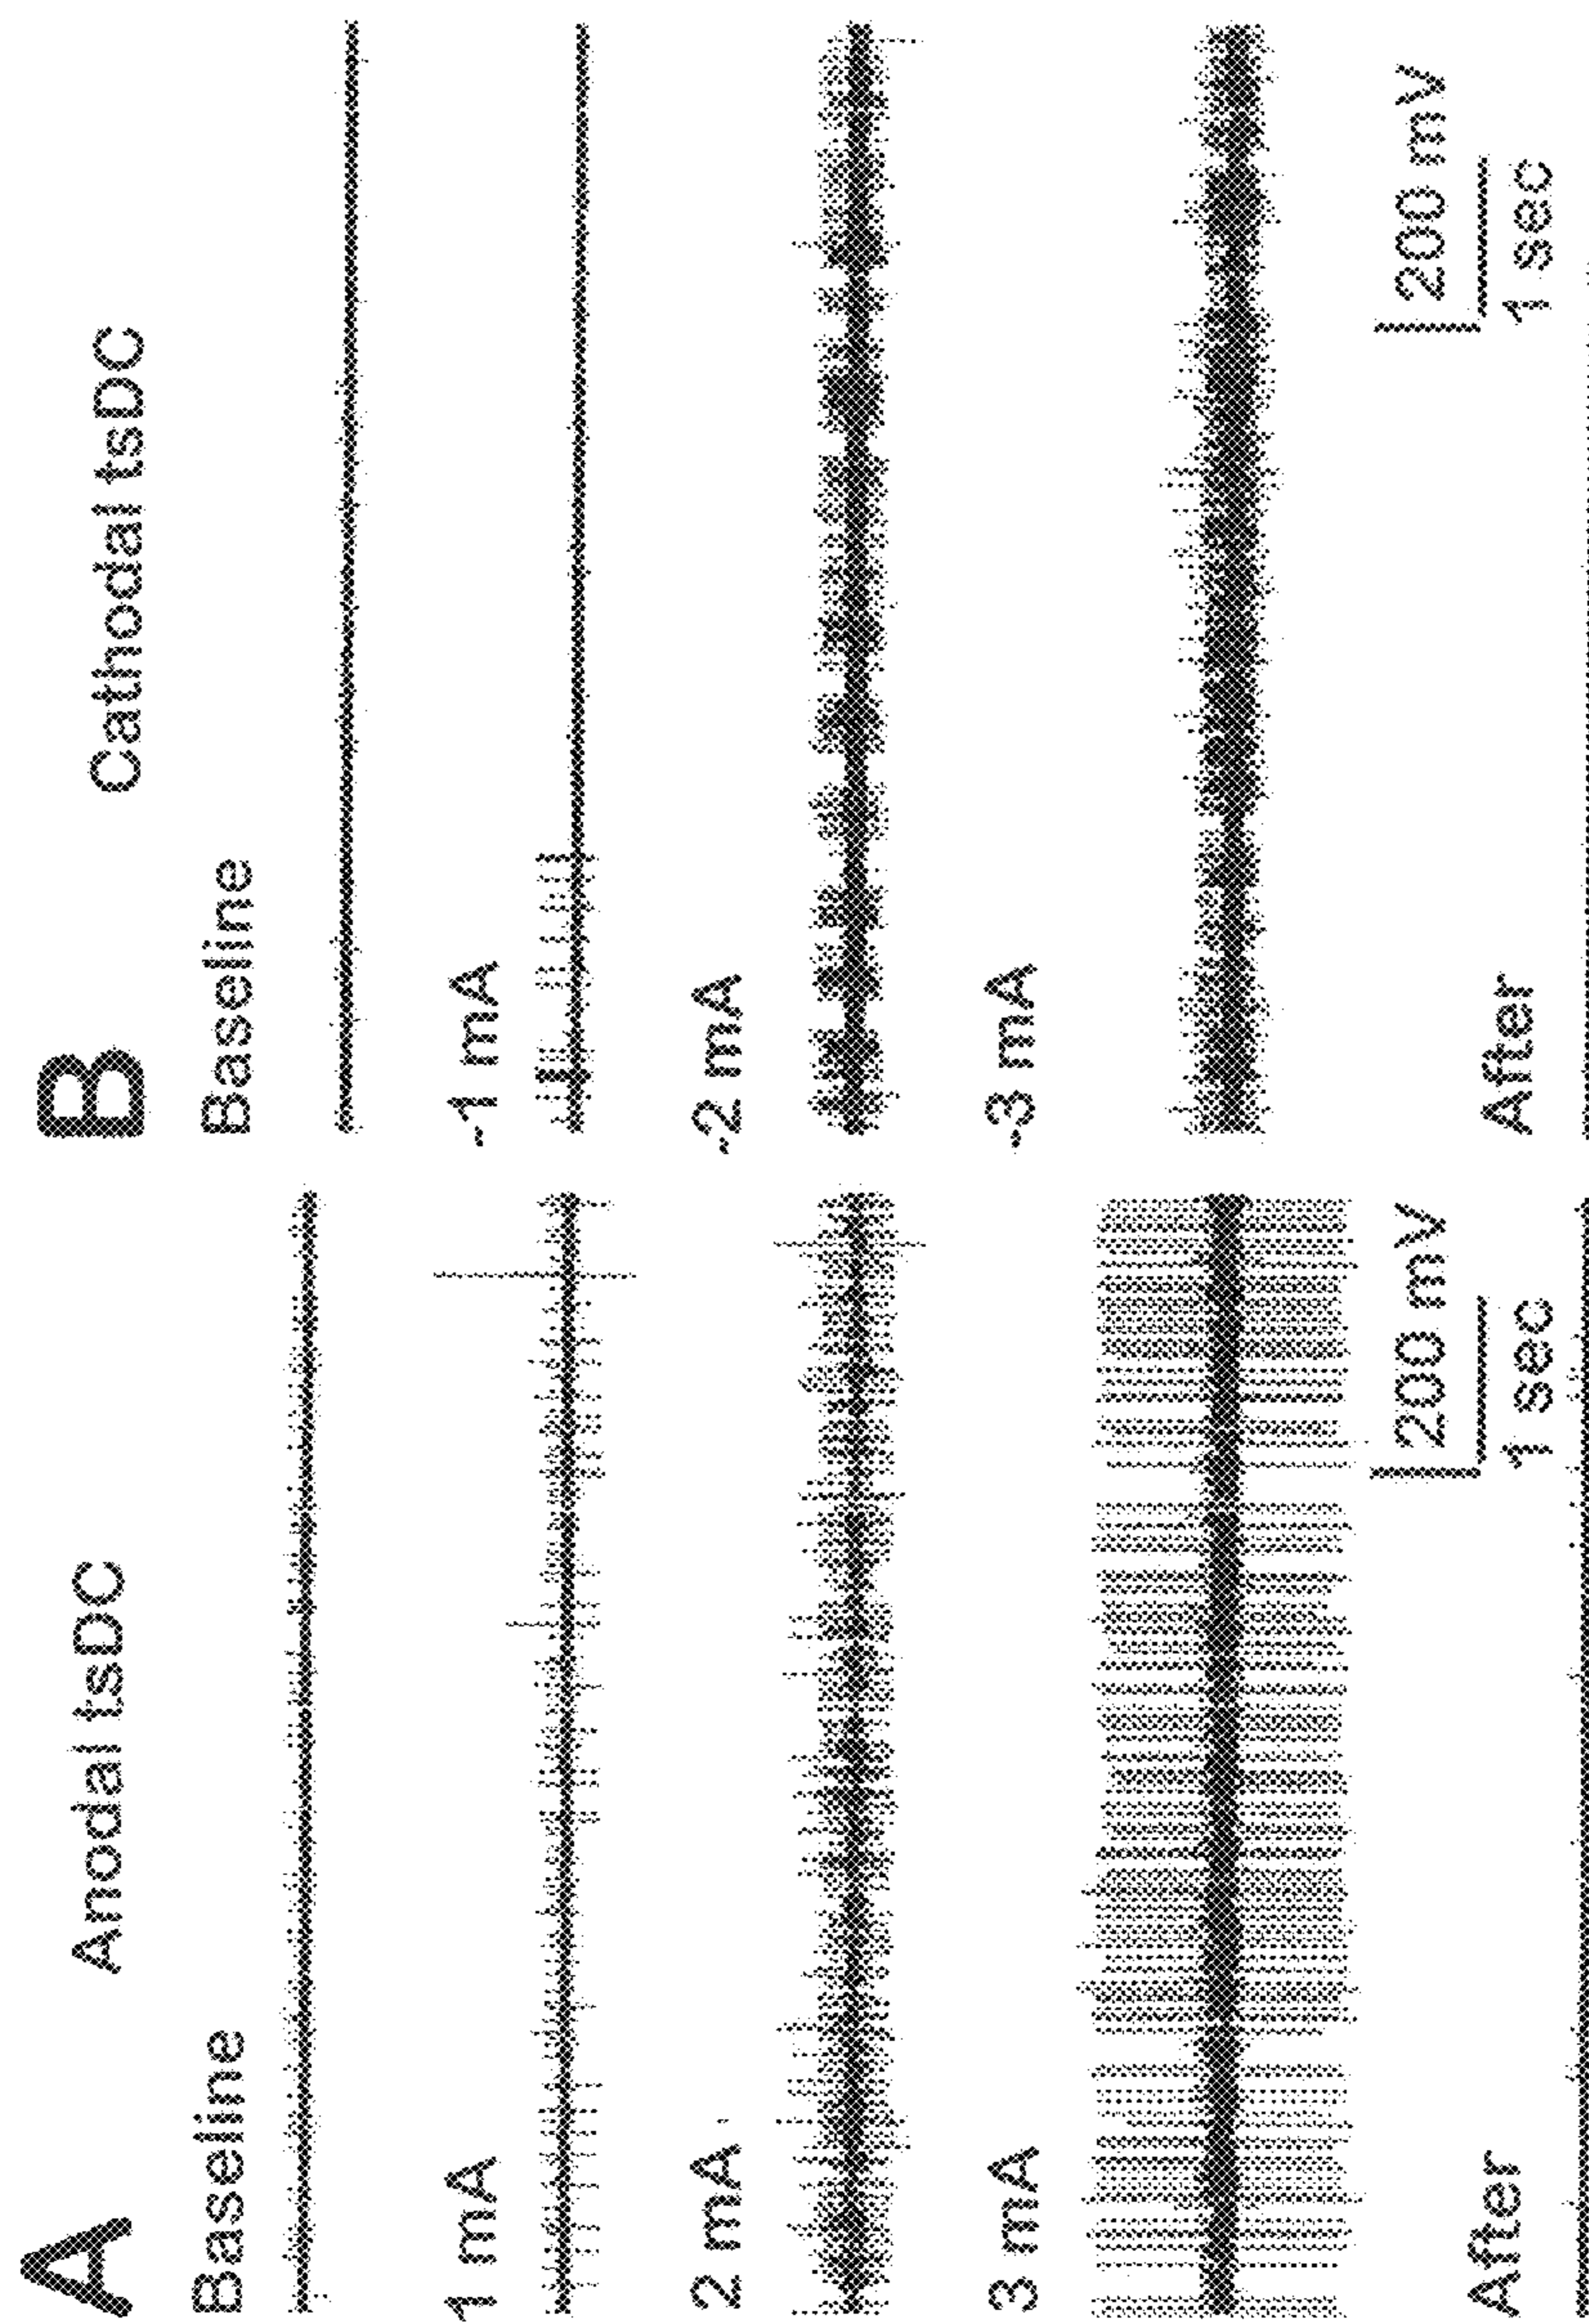 A
Anodal tsDC
Baseline
1 mA
2 mA
3 mA
200 mV
1 sec
After
B
Cathodal tsDC
Baseline
-1 mA
-2 mA
-3 mA
200 mV
1 sec
After